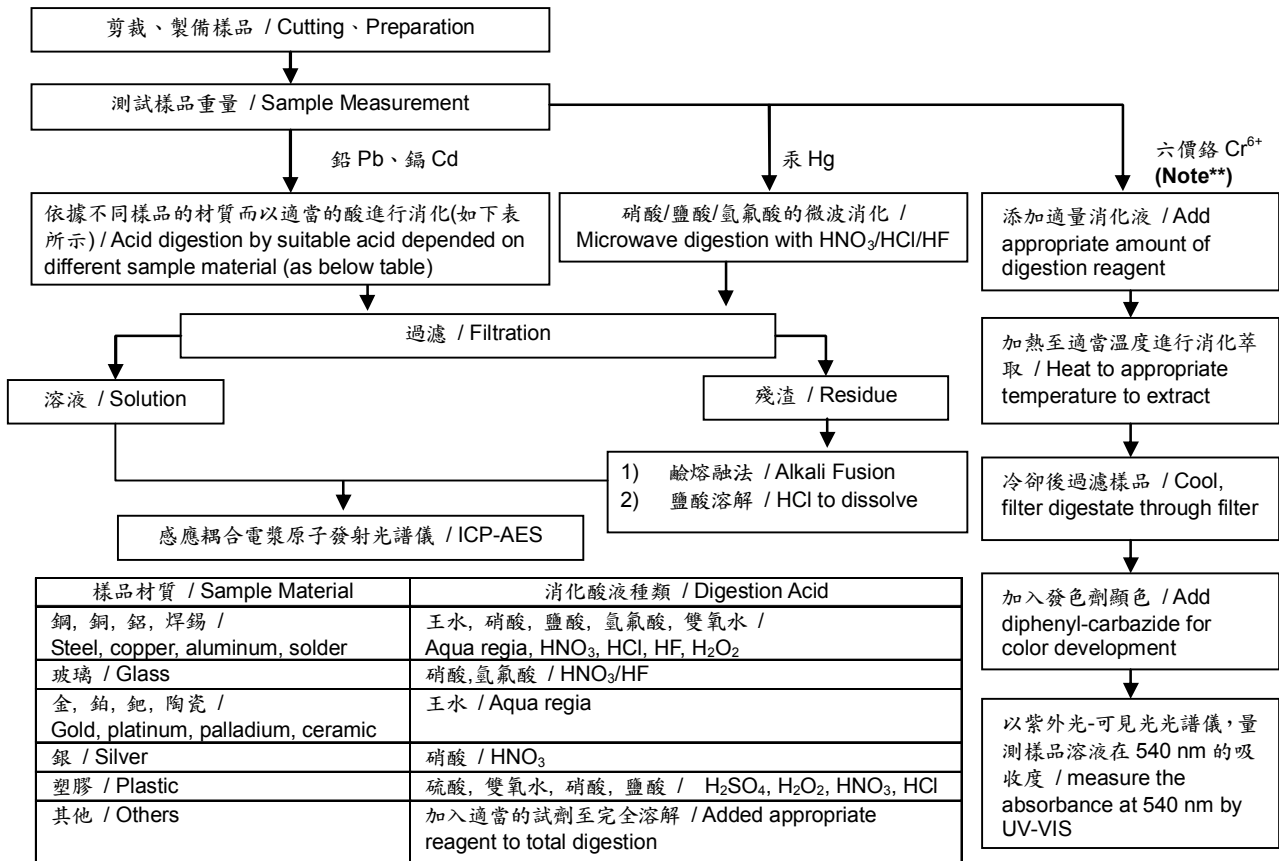 剪裁、製備樣品 / Cutting、Preparation
測試樣品重量 / Sample Measurement
鉛 Pb、鎘 Cd
汞 Hg
六價鉻 Cr⁶⁺
(Note**)
依據不同樣品的材質而以適當的酸進行消化(如下表
所示) / Acid digestion by suitable acid depended on
different sample material (as below table)
硝酸/鹽酸/氫氟酸的微波消化 /
Microwave digestion with HNO₃/HCl/HF
添加適量消化液 / Add
appropriate amount of
digestion reagent
過濾 / Filtration
加熱至適當溫度進行消化萃
取 / Heat to appropriate
temperature to extract
溶液 / Solution
殘渣 / Residue
1) 鹼熔融法 / Alkali Fusion
2) 鹽酸溶解 / HCl to dissolve
冷卻後過濾樣品 / Cool,
filter digestate through filter
感應耦合電漿原子發射光譜儀 / ICP-AES
加入發色劑顯色 / Add
diphenyl-carbazide for
color development
以紫外光-可見光光譜儀，量
測樣品溶液在 540 nm 的吸
收度 / measure the
absorbance at 540 nm by
UV-VIS
樣品材質 / Sample Material
消化酸液種類 / Digestion Acid
鋼, 銅, 鋁, 焊錫 /
Steel, copper, aluminum, solder
王水, 硝酸, 鹽酸, 氫氟酸, 雙氧水 /
Aqua regia, HNO₃, HCl, HF, H₂O₂
玻璃 / Glass
硝酸,氫氟酸 / HNO₃/HF
金, 鉑, 鈀, 陶瓷 /
Gold, platinum, palladium, ceramic
王水 / Aqua regia
銀 / Silver
硝酸 / HNO₃
塑膠 / Plastic
硫酸, 雙氧水, 硝酸, 鹽酸 / H₂SO₄, H₂O₂, HNO₃, HCl
其他 / Others
加入適當的試劑至完全溶解 / Added appropriate
reagent to total digestion